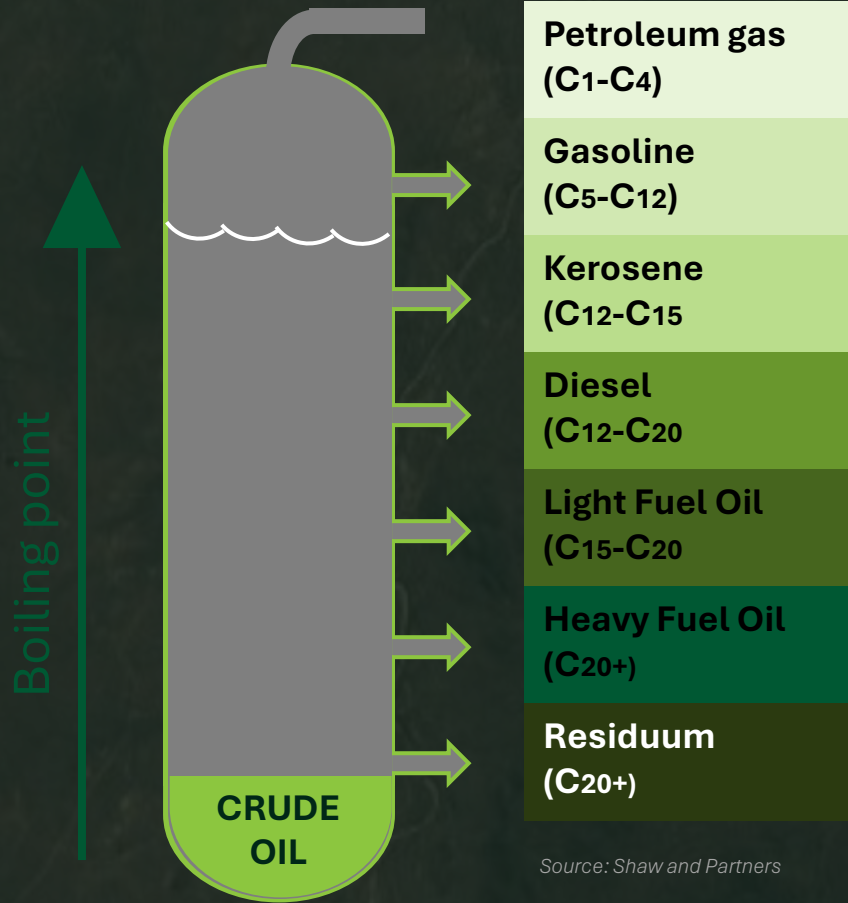 Petroleum gas
(C1-C4)
Gasoline
(C5-C12)
Kerosene
(C12-C15
Diesel
(C12-C20
Light Fuel Oil
(C15-C20
Heavy Fuel Oil
(C20+)
Residuum
(C20+)
Boiling point
CRUDE
OIL
Source: Shaw and Partners